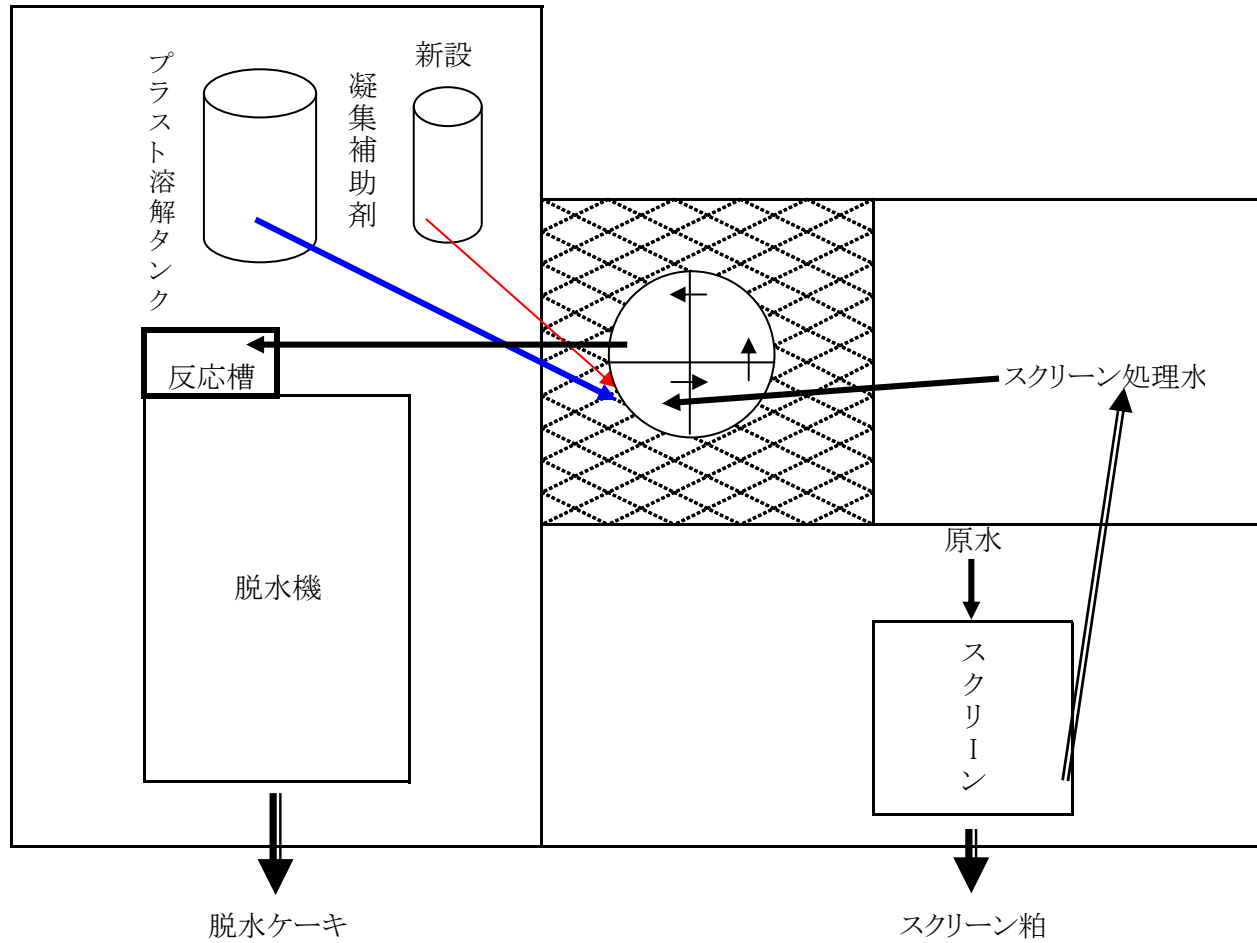 新設
プラスト溶解タンク
凝集補助剤
反応槽
スクリーン処理水
原水
脱水機
スクリーン
脱水ケーキ
スクリーン粕